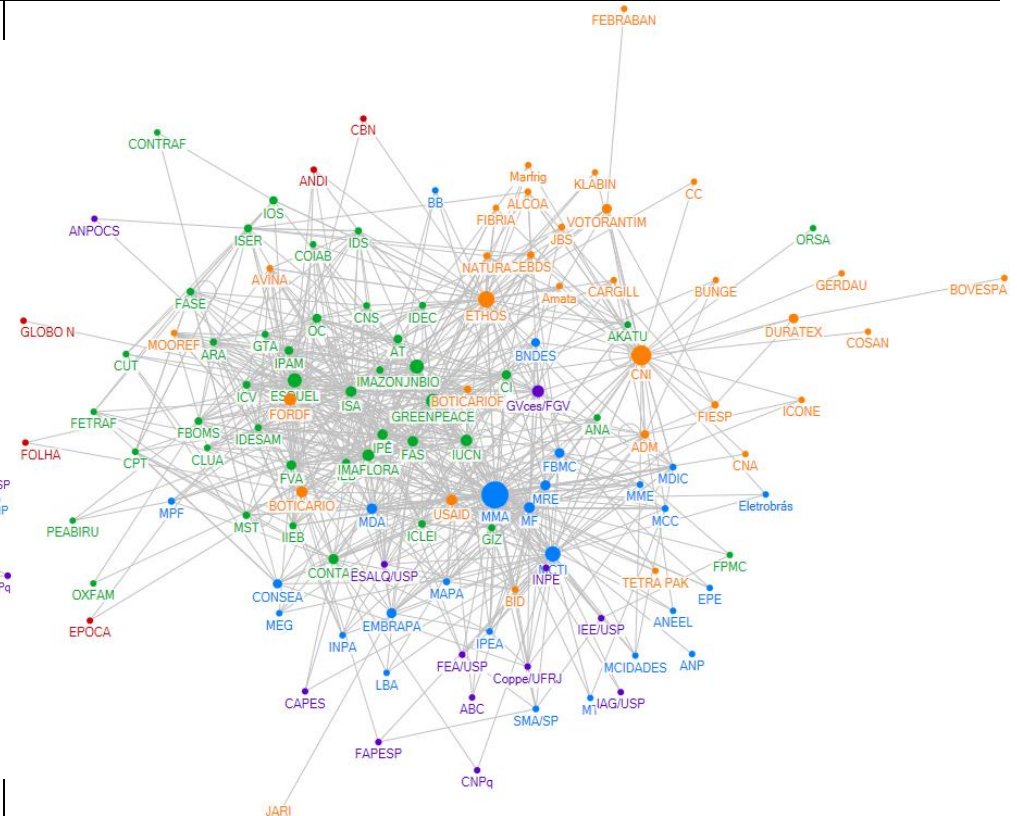 FEBRABAN
CBN
CONTRAF
ANDI
Marfrig
KLABIN
CC
BB
ALCOA
IOS
FIBRIA
VOTORANTIM
ANPOCS
ISER
IDS
JBS
ORSA
COIAB
NATURA
CEBDS
AVINA
CARGILL
BUNGE
GERDAU
BOVESPA
Amata
FASE
CNS
IDEC
ETHOS
GLOBO N
OC
AKATU
DURATEX
MOOREF
ARA
GTA
COSAN
AT
BNDES
CUT
IPAM
CNI
IMAZON
JNBIO
CI
ICV
ESQUEL
ISA
BOTICARIOF
GVces/FGV
FORDF
GREENPEACE
ICONE
FETRAF
FIESP
FBOMS
IDESAM
ANA
CLUA
IPÊ
FAS
IUCN
ADM
FOLHA
CPT
IMAFLORA
FBMC
CNA
FVA
MDIC
SP
MME
BOTICARIO
MRE
Eletrobrás
MPF
MDA
USAID
MMA
MF
MCC
IP
PEABIRU
MST
IIEB
ICLEI
GIZ
CONTAG
ESALQ/USP
MCTI
INPE
FPMC
Pq
TETRA PAK
OXFAM
CONSEA
MAPA
BID
EPE
EPOCA
MEG
EMBRAPA
ANEEL
IEE/USP
INPA
IPEA
FEA/USP
Coppe/UFRJ
MCIDADES
ANP
LBA
CAPES
ABC
MT
IAG/USP
SMA/SP
FAPESP
CNPq
JARI